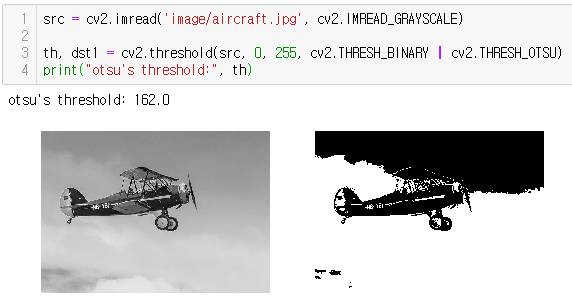 1 src = cv2.imread('image/aircraft.jpg', cv2.IMREAD_GRAYSCALE)
2
3 th, dst1 = cv2.threshold(src, 0, 255, cv2.THRESH_BINARY | cv2.THRESH_OTSU)
4 print("otsu's threshold:", th)
otsu's threshold: 162.0